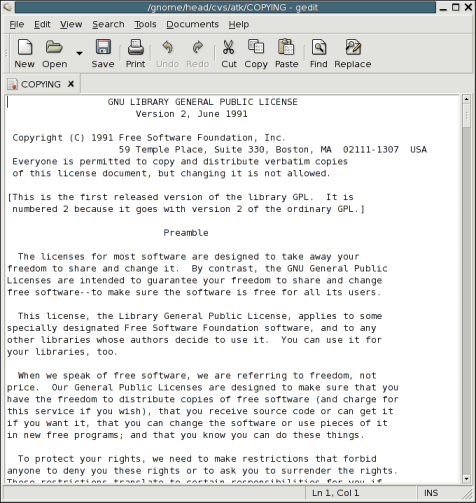 /gnome/head/cvs/atk/COPYING - gedit
File Edit View Search Tools Documents Help
New Open Save Print Undo Redo Cut Copy Paste Find Replace
COPYING
GNU LIBRARY GENERAL PUBLIC LICENSE
Version 2, June 1991
Copyright (C) 1991 Free Software Foundation, Inc.
59 Temple Place, Suite 330, Boston, MA 02111-1307 USA
Everyone is permitted to copy and distribute verbatim copies
of this license document, but changing it is not allowed.
[This is the first released version of the library GPL. It is
numbered 2 because it goes with version 2 of the ordinary GPL.]
Preamble
The licenses for most software are designed to take away your
freedom to share and change it. By contrast, the GNU General Public
Licenses are intended to guarantee your freedom to share and change
free software--to make sure the software is free for all its users.
This license, the Library General Public License, applies to some
specially designated Free Software Foundation software, and to any
other libraries whose authors decide to use it. You can use it for
your libraries, too.
When we speak of free software, we are referring to freedom, not
price. Our General Public Licenses are designed to make sure that you
have the freedom to distribute copies of free software (and charge for
this service if you wish), that you receive source code or can get it
if you want it, that you can change the software or use pieces of it
in new free programs; and that you know you can do these things.
To protect your rights, we need to make restrictions that forbid
anyone to deny you these rights or to ask you to surrender the rights.
These restrictions translate to certain responsibilities for you if
Ln 1, Col 1 INS